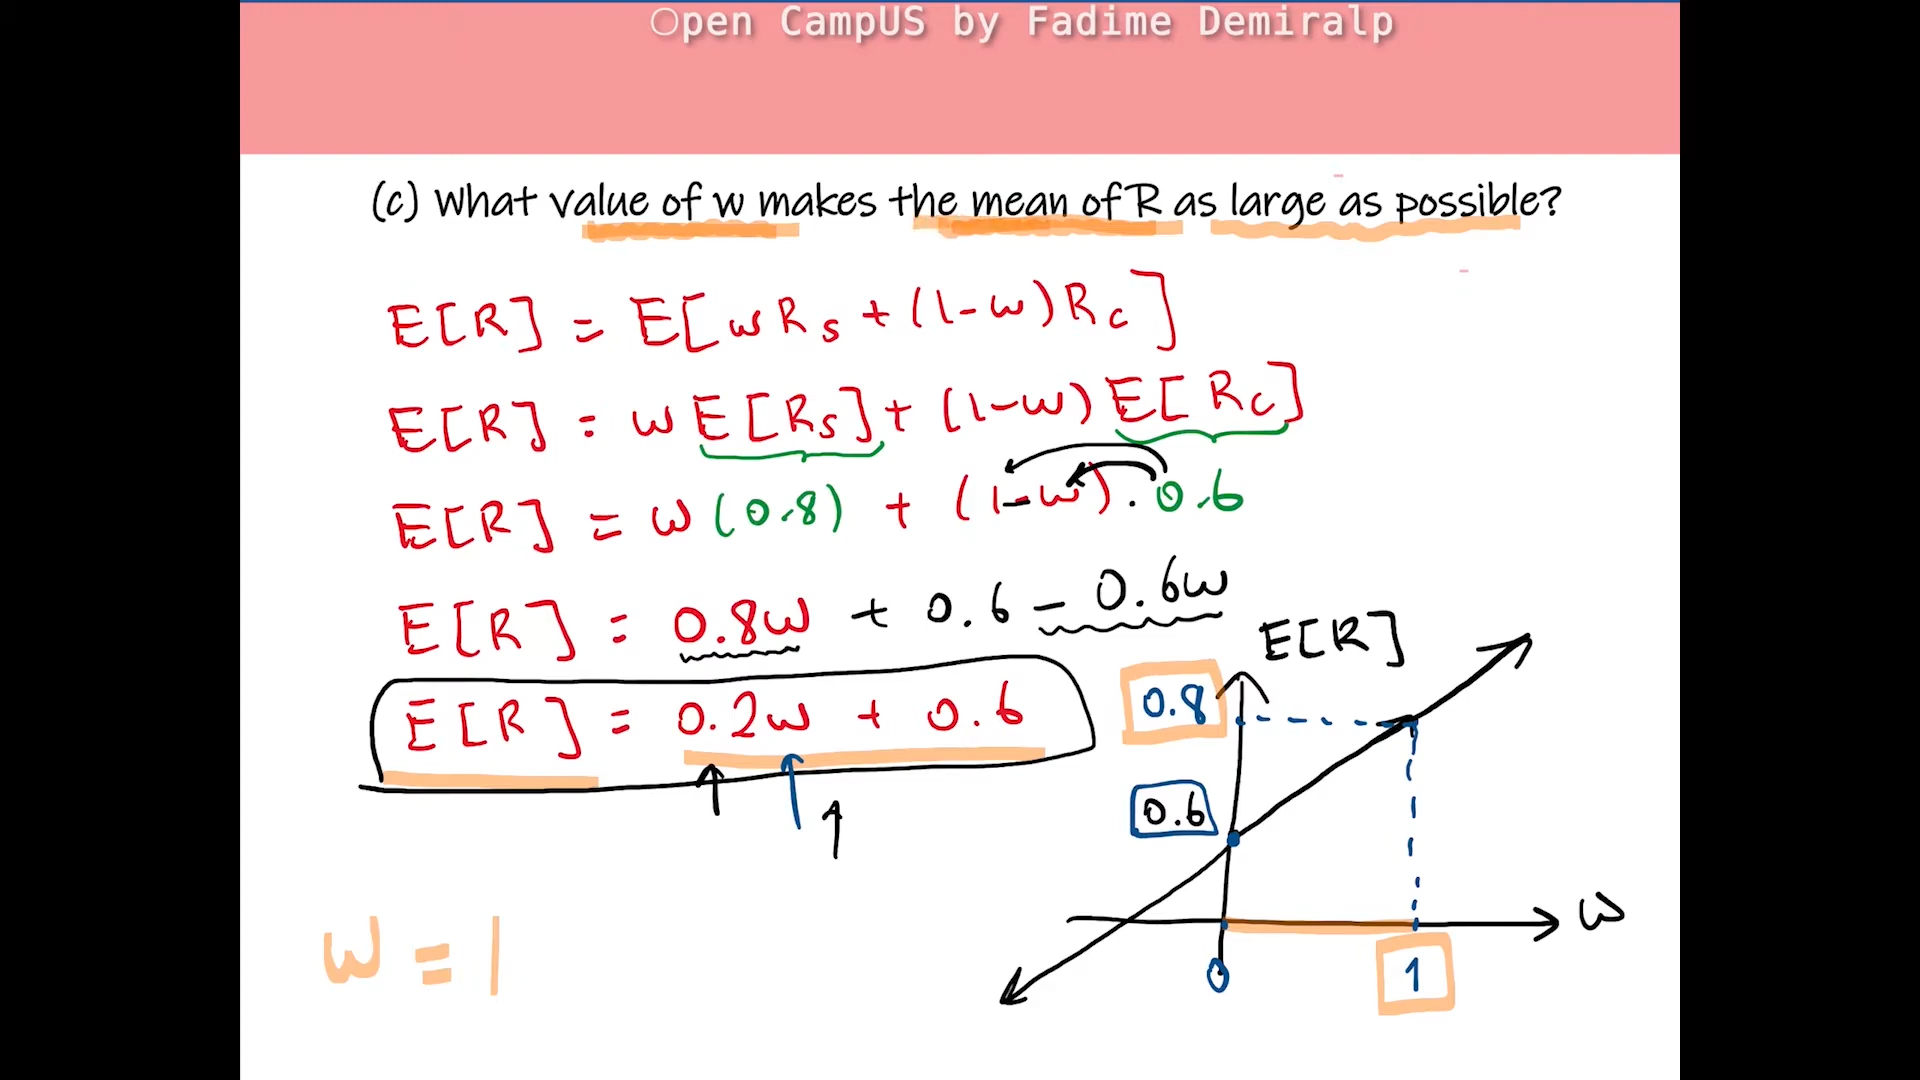 Open CampUS by Fadime Demiralp
(c) What value of w makes the mean of R as large as possible?
E[R] = E[wRs + (1-w)Rc]
E[R] = wE[Rs] + (1-w)E[Rc]
E[R] = w(0.8) + (1-w).0.6
E[R] = 0.8w + 0.6 - 0.6w
E[R] = 0.2w + 0.6
E[R]
0.8
0.6
w
0
1
w = 1